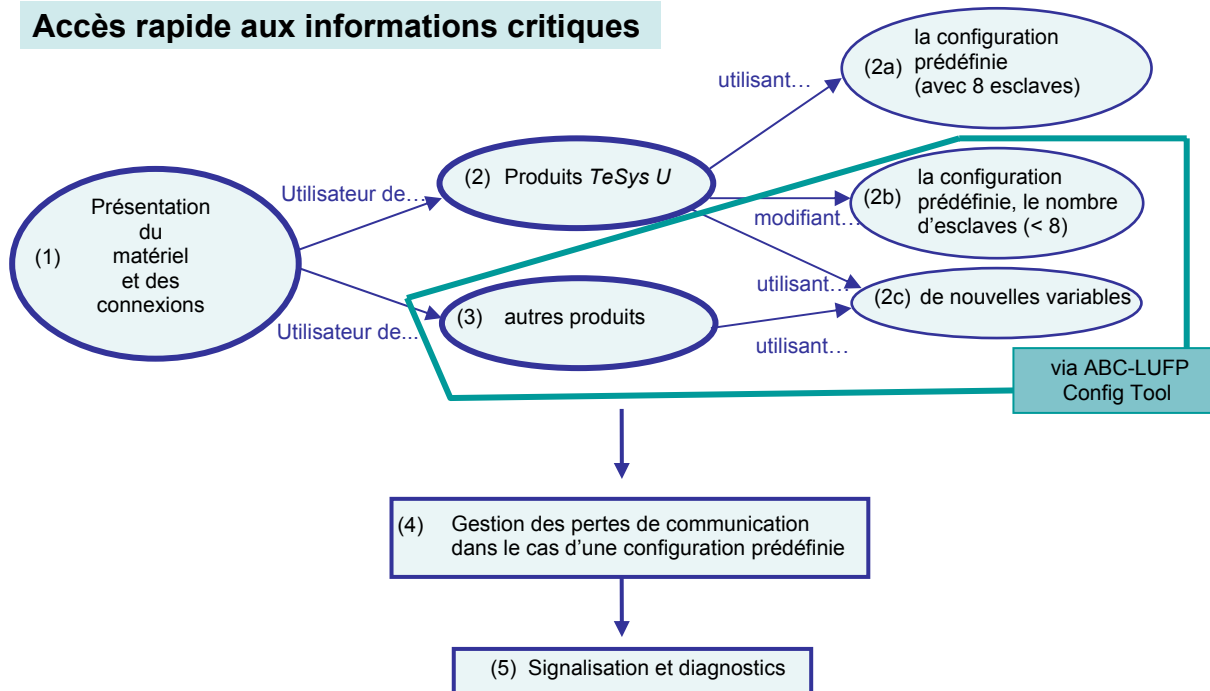 Accès rapide aux informations critiques
la configuration
prédéfinie
(2a)
(avec 8 esclaves)
utilisant…
(2) Produits TeSys U
la configuration
(2b) prédéfinie, le nombre
d'esclaves (< 8)
Utilisateur de…
modifiant…
Présentation
du
(1) matériel
et des
connexions
utilisant…
(2c) de nouvelles variables
(3) autres produits
Utilisateur de...
utilisant…
via ABC-LUFP
Config Tool
(4) Gestion des pertes de communication
dans le cas d'une configuration prédéfinie
(5) Signalisation et diagnostics